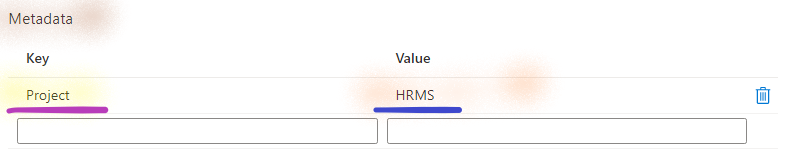 Metadata
Key Value
Project HRMS